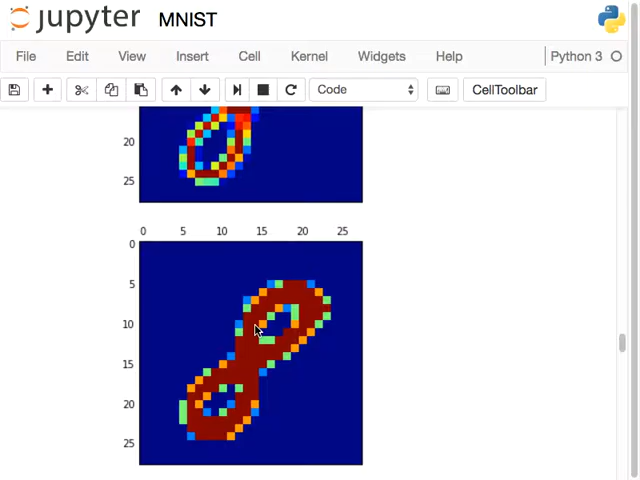 jupyter MNIST
File Edit View Insert Cell Kernel Widgets Help Python 3
Code CellToolbar
20
25
0 5 10 15 20 25
0
5
10
15
20
25